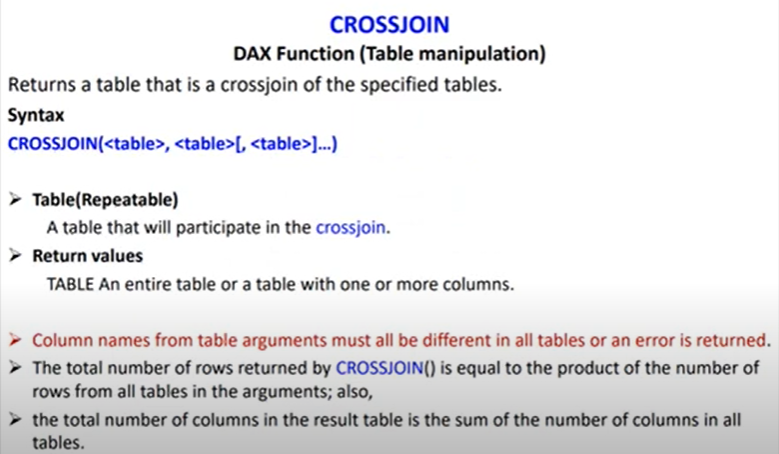 CROSSJOIN
DAX Function (Table manipulation)
Returns a table that is a crossjoin of the specified tables.
Syntax
CROSSJOIN(<table>, <table>[, <table>]...)
➢ Table(Repeatable)
A table that will participate in the crossjoin.
➢ Return values
TABLE An entire table or a table with one or more columns.
➢ Column names from table arguments must all be different in all tables or an error is returned.
➢ The total number of rows returned by CROSSJOIN() is equal to the product of the number of
rows from all tables in the arguments; also,
➢ the total number of columns in the result table is the sum of the number of columns in all
tables.